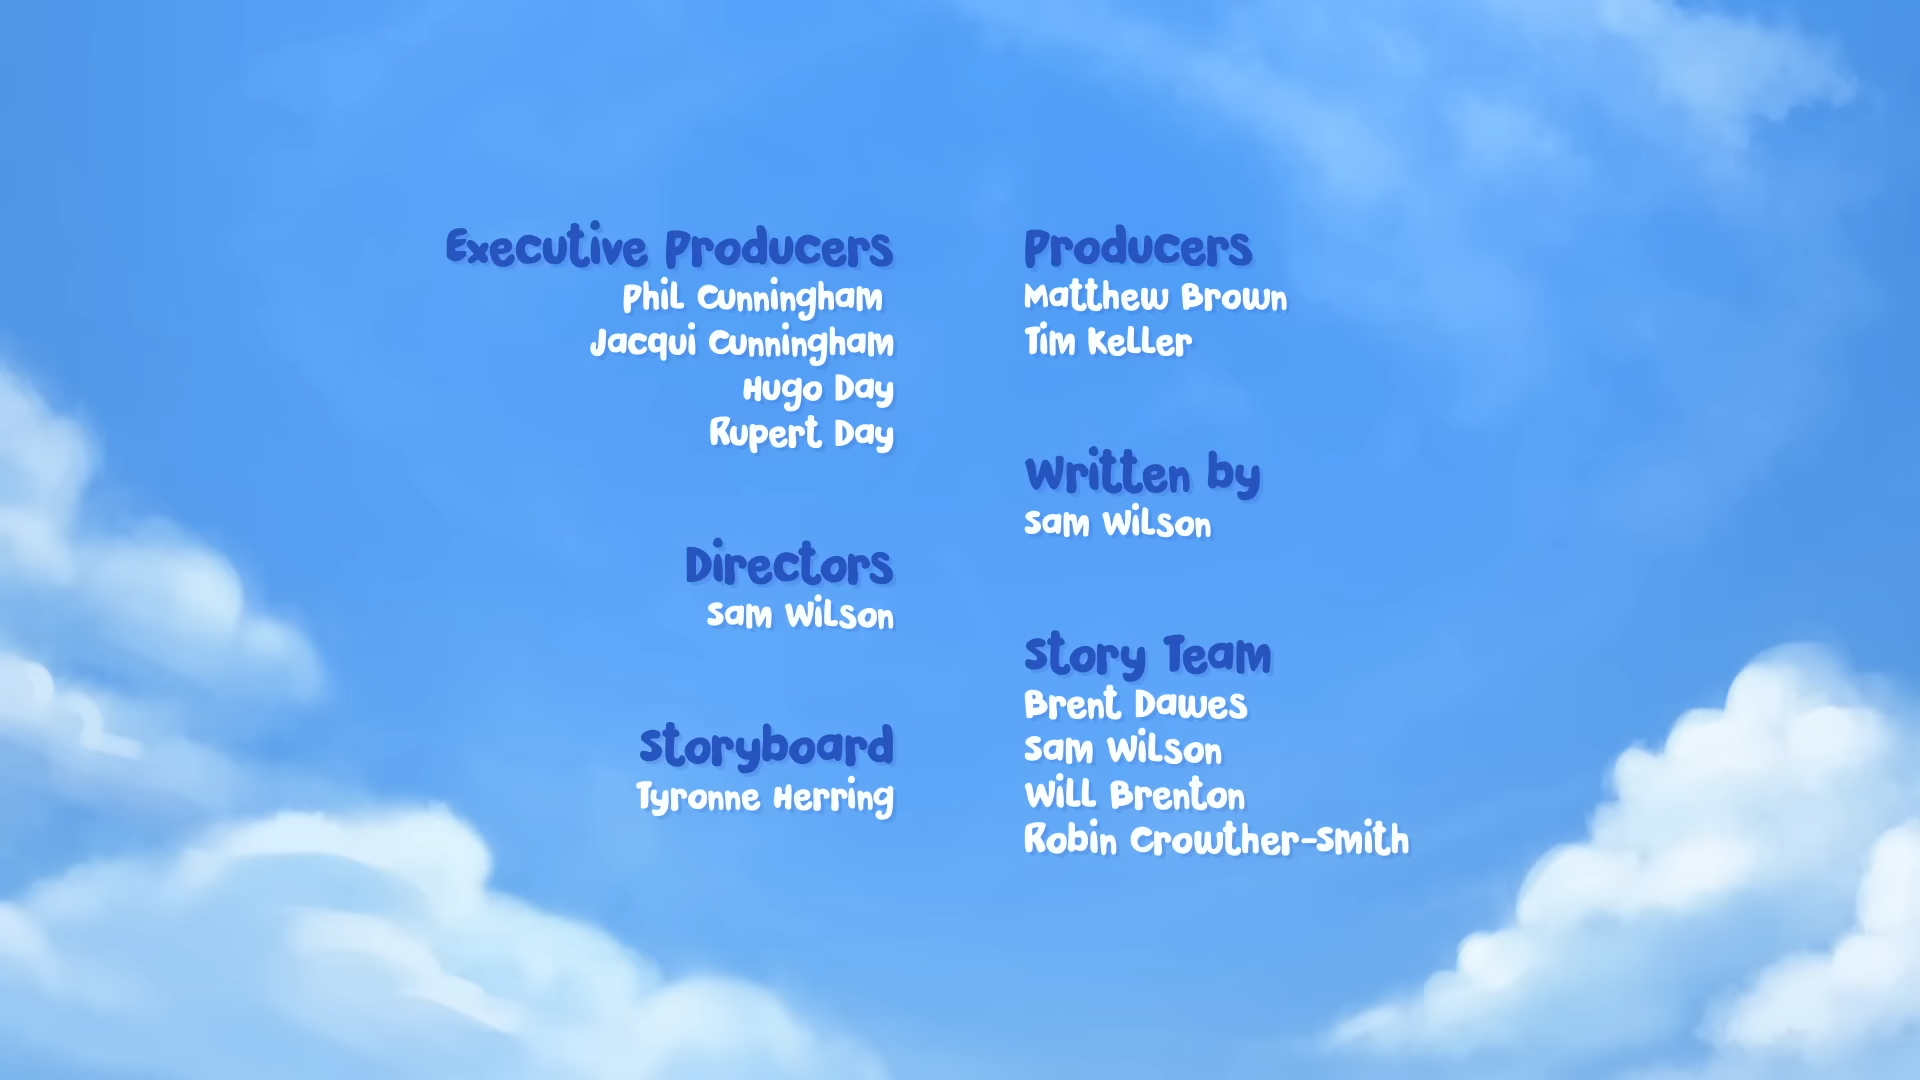 Executive Producers
Phil Cunningham
Jacqui Cunningham
Hugo Day
Rupert Day
Directors
Sam Wilson
Storyboard
Tyronne Herring
Producers
Matthew Brown
Tim Keller
Written by
Sam Wilson
Story Team
Brent Dawes
Sam Wilson
Will Brenton
Robin Crowther-Smith